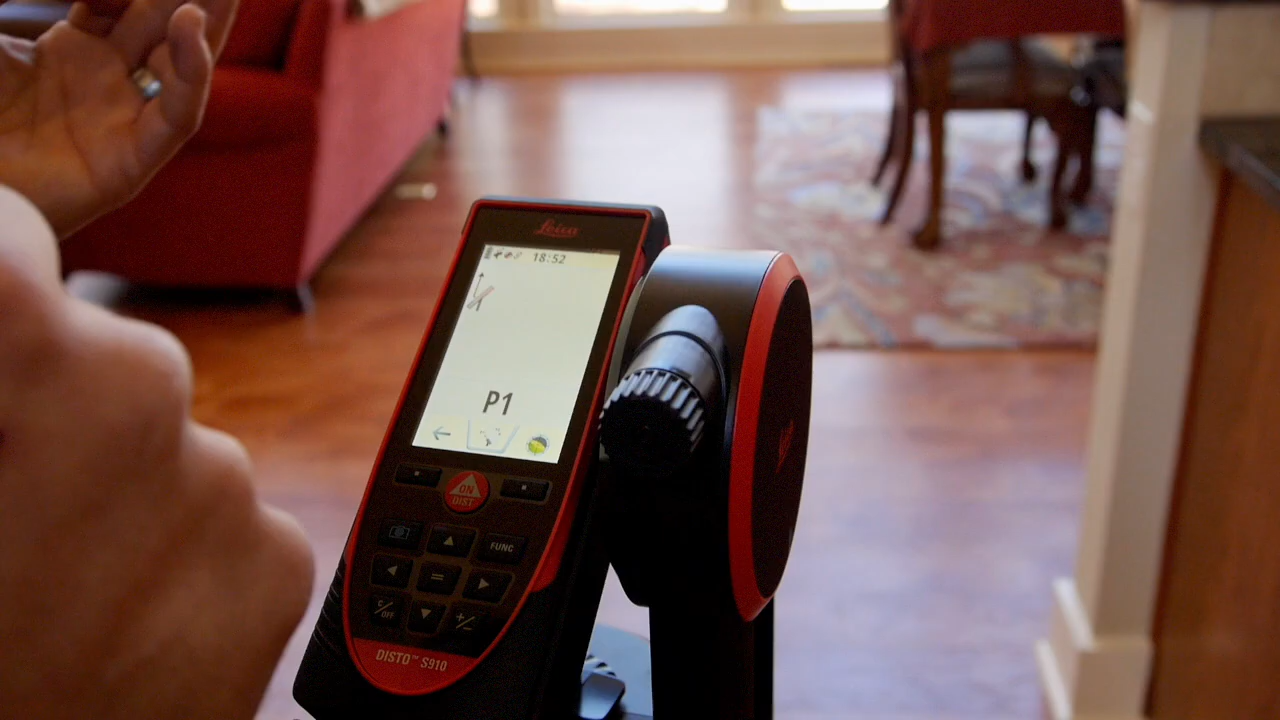 Leica
18:52
P1
ON
DIST
FUNC
=
C/OFF
+/-
DISTO™ S910